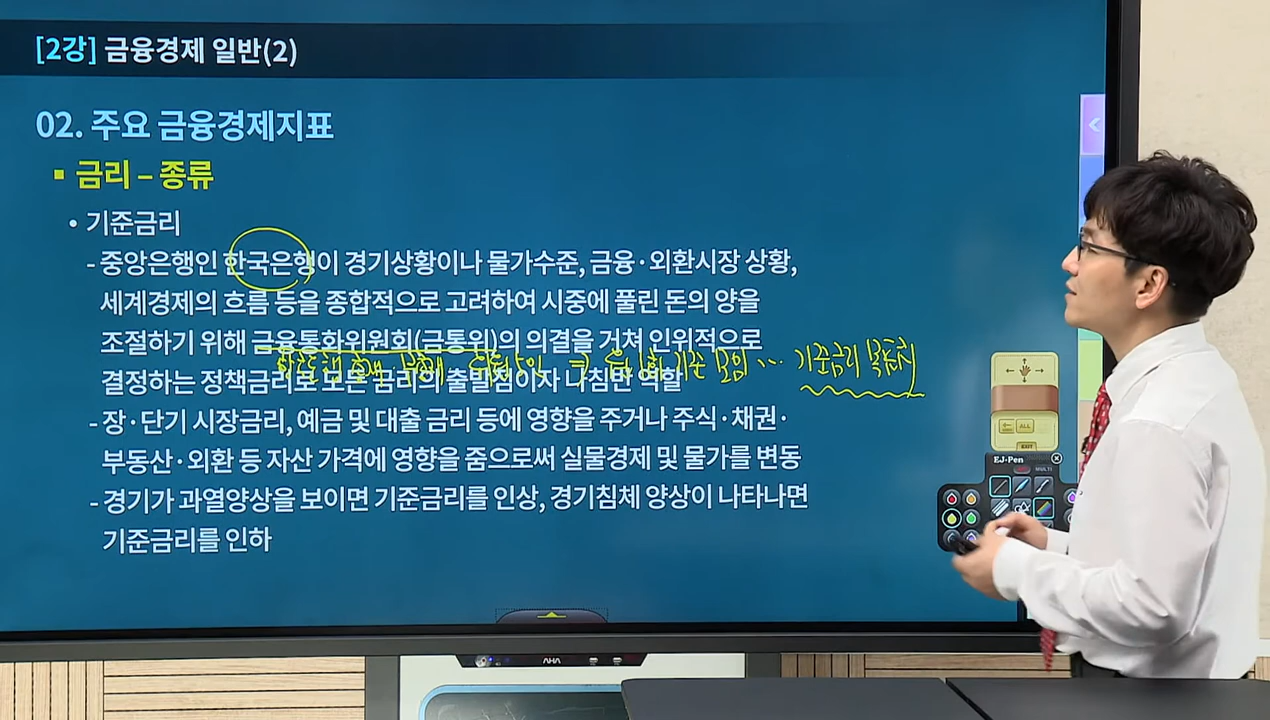 [2강] 금융경제 일반(2)
02. 주요 금융경제지표
▪ 금리 – 종류
• 기준금리
- 중앙은행인 한국은행이 경기상황이나 물가수준, 금융·외환시장 상황,
세계경제의 흐름 등을 종합적으로 고려하여 시중에 풀린 돈의 양을
조절하기 위해 금융통화위원회(금통위)의 의결을 거쳐 인위적으로
모임 … 기준금리
결정하는 정책금리로 모든 금리의 출발점이자 나침반 역할
- 장·단기 시장금리, 예금 및 대출 금리 등에 영향을 주거나 주식·채권·
부동산·외환 등 자산 가격에 영향을 줌으로써 실물경제 및 물가를 변동
- 경기가 과열양상을 보이면 기준금리를 인상, 경기침체 양상이 나타나면
기준금리를 인하
ALL
EXIT
EJ-Pen
MULTI
AHA